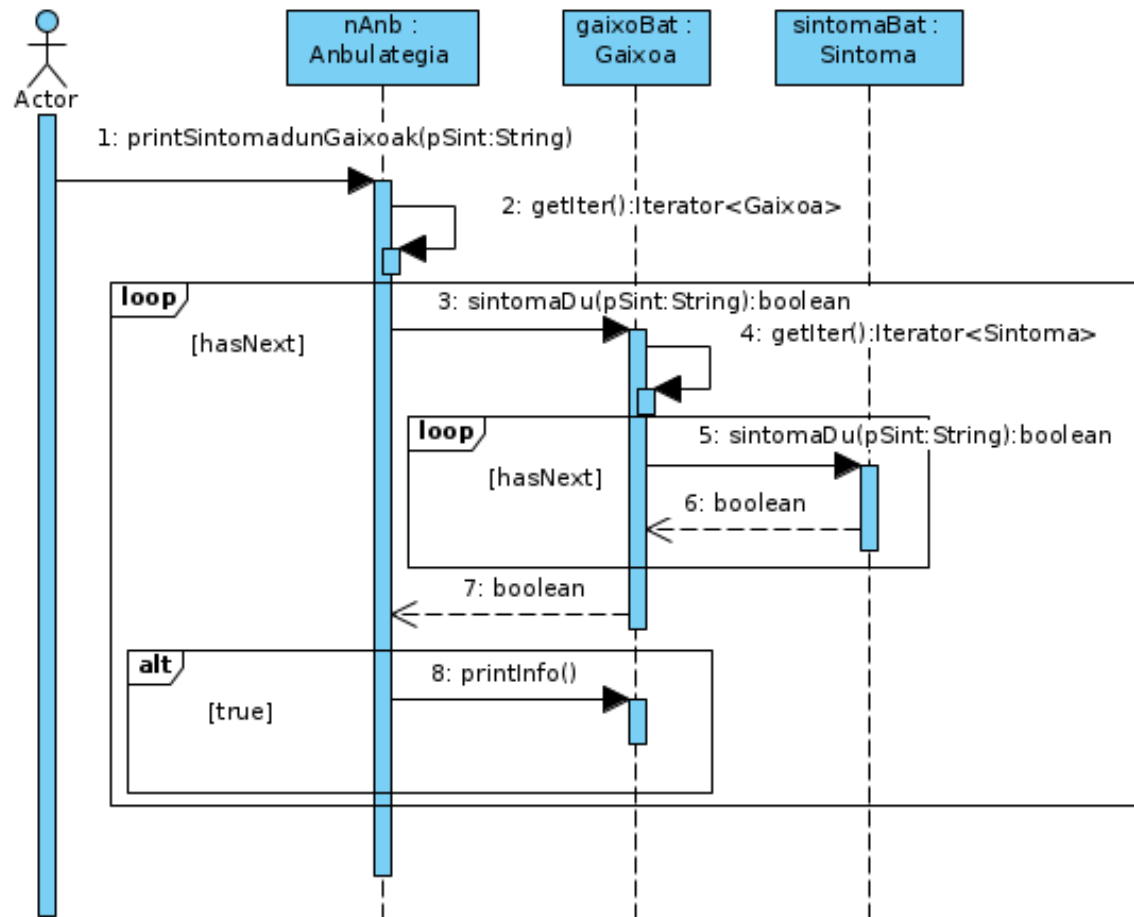 nAnb :
Anbulategia
gaixoBat :
Gaixoa
sintomaBat :
Sintoma
Actor
1: printSintomadunGaixoak(pSint:String)
2: getIter():Iterator<Gaixoa>
loop
[hasNext]
3: sintomaDu(pSint:String):boolean
4: getIter():Iterator<Sintoma>
loop
[hasNext]
5: sintomaDu(pSint:String):boolean
6: boolean
7: boolean
alt
[true]
8: printInfo()